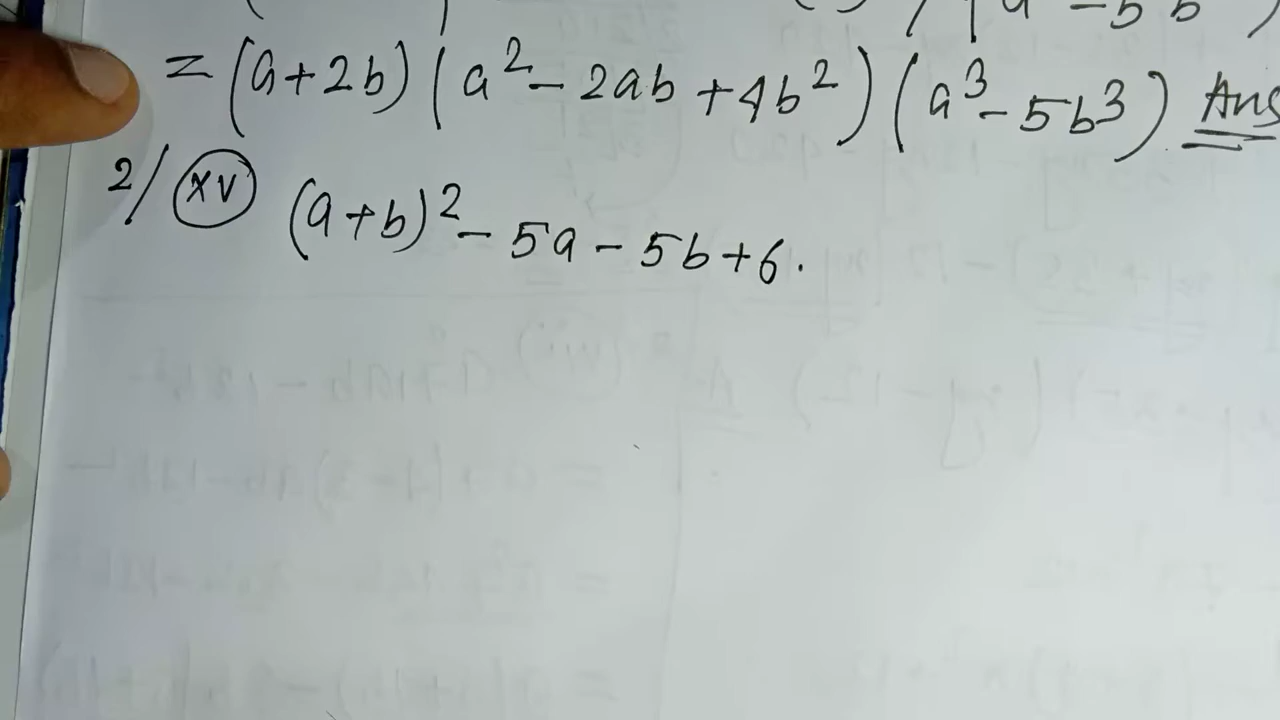 = (a+2b) (a² - 2ab + 4b²) (a³ - 5b³) Ans
2/ (XV) (a+b)² - 5a - 5b + 6.